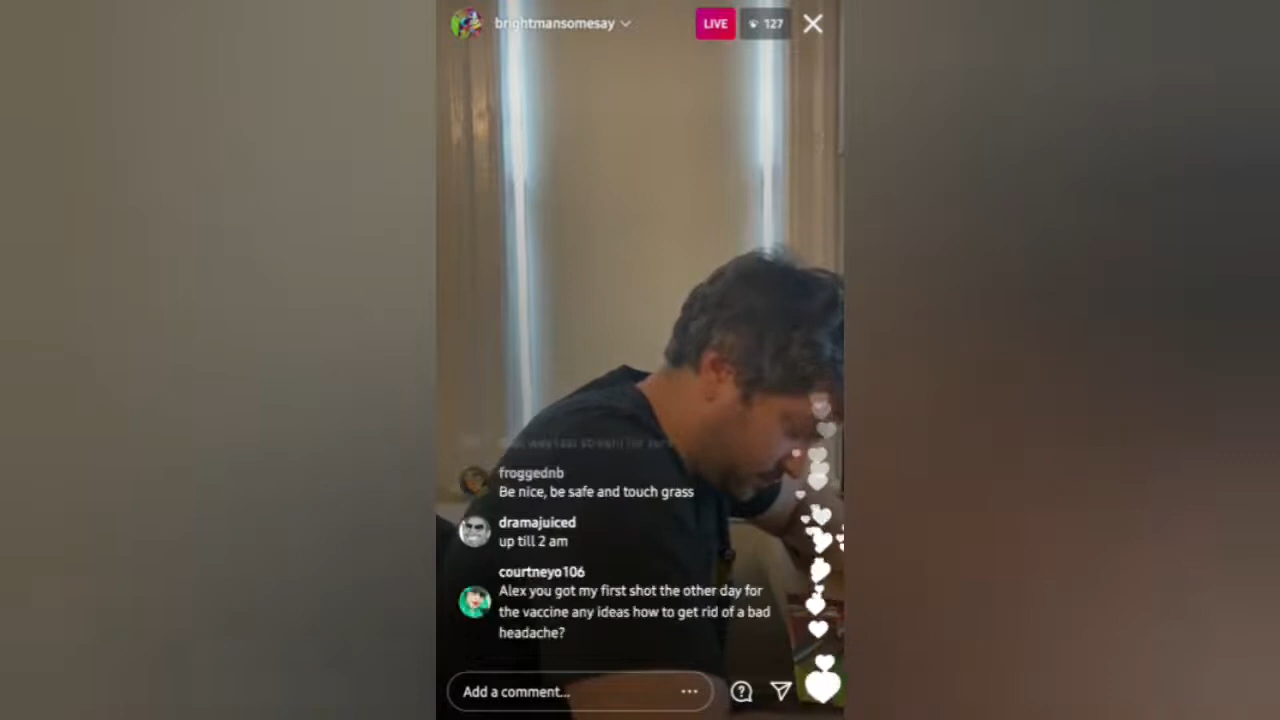 brightmansomesay
LIVE
127
froggednb
Be nice, be safe and touch grass
dramajuiced
up till 2 am
courtneyo106
Alex you got my first shot the other day for
the vaccine any ideas how to get rid of a bad
headache?
Add a comment...